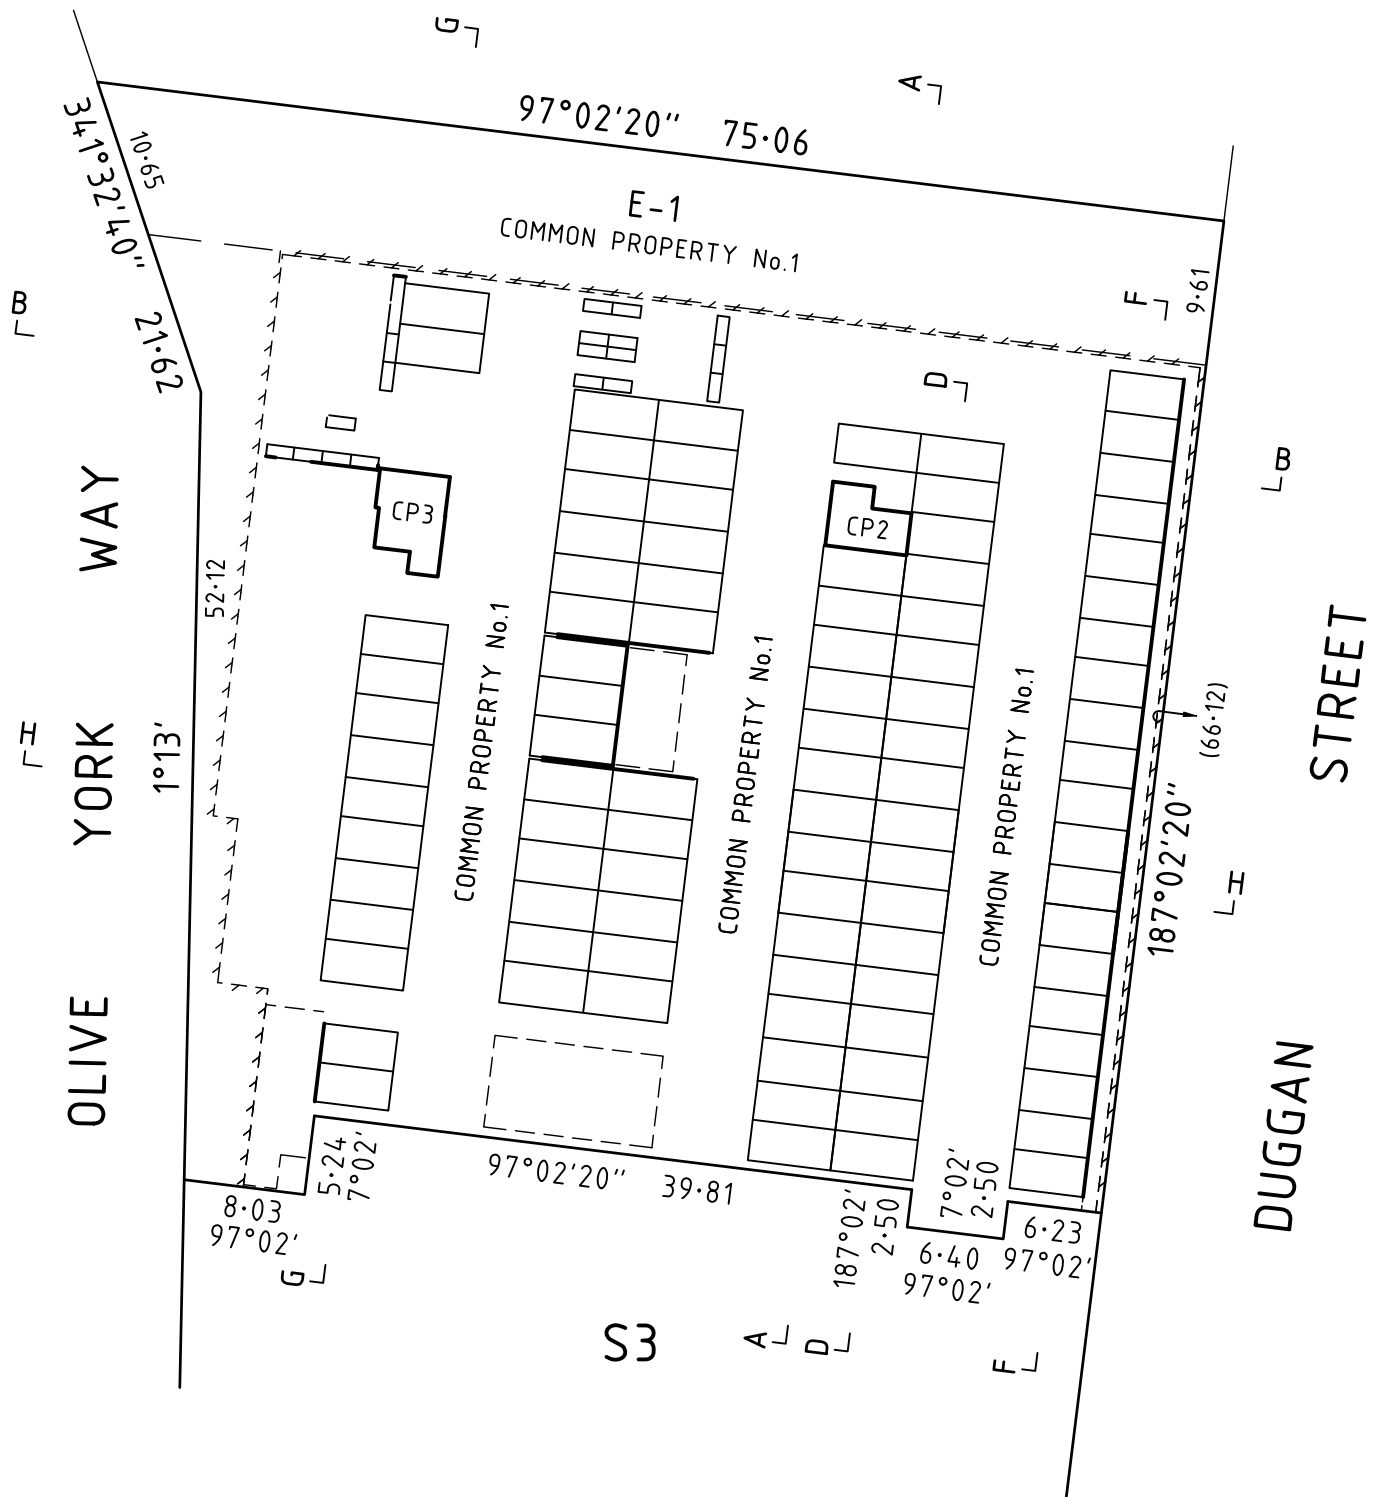 G
A
97°02'20" 75·06
341°32'40" 21·62
10·65
E-1
COMMON PROPERTY No.1
B
F
9·61
D
B
CP3
CP2
OLIVE YORK WAY
52·12
1°13'
COMMON PROPERTY No.1
COMMON PROPERTY No.1
COMMON PROPERTY No.1
(66·12)
187°02'20"
DUGGAN STREET
H
H
5·24
7°02'
97°02'20" 39·81
8·03
97°02'
187°02'
2·50
7°02'
2·50
6·40
97°02'
6·23
97°02'
G
S3
A
D
F